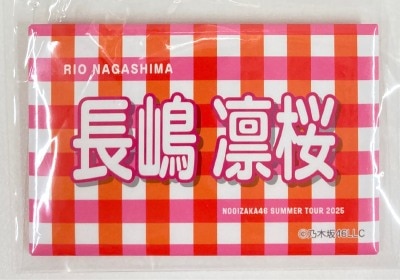 RIO NAGASHIMA
長嶋 凛桜
NOGIZAKA46 SUMMER TOUR 2025
©乃木坂46LLC